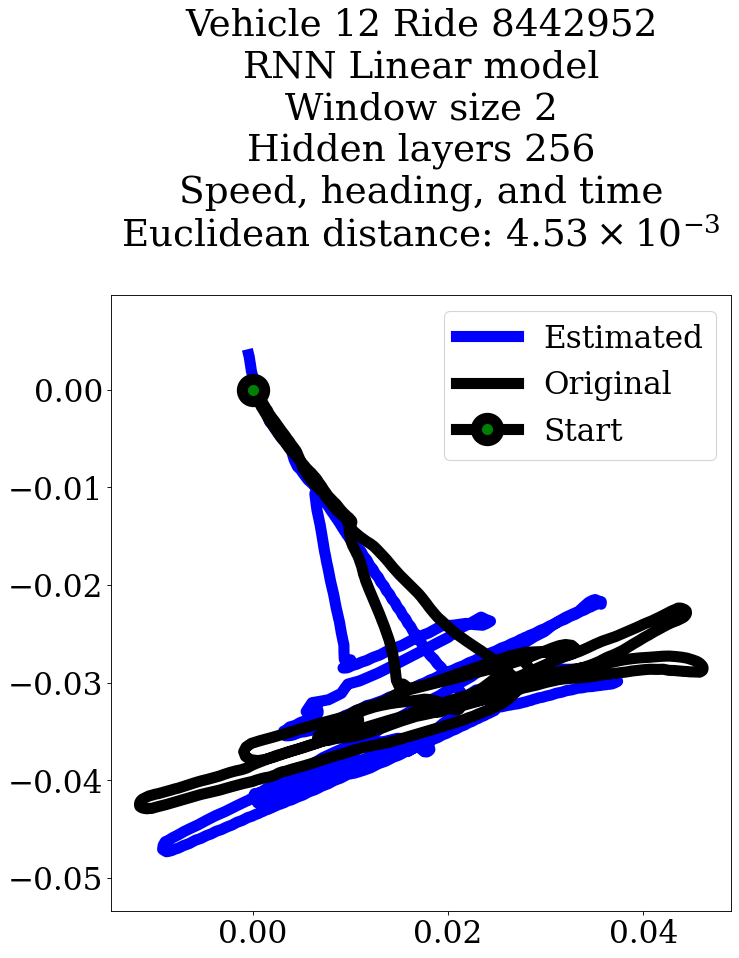 Vehicle 12 Ride 8442952
RNN Linear model
Window size 2
Hidden layers 256
Speed, heading, and time
Euclidean distance: 4.53 × 10⁻³
Estimated
Original
Start
0.00
−0.01
−0.02
−0.03
−0.04
−0.05
0.00 0.02 0.04